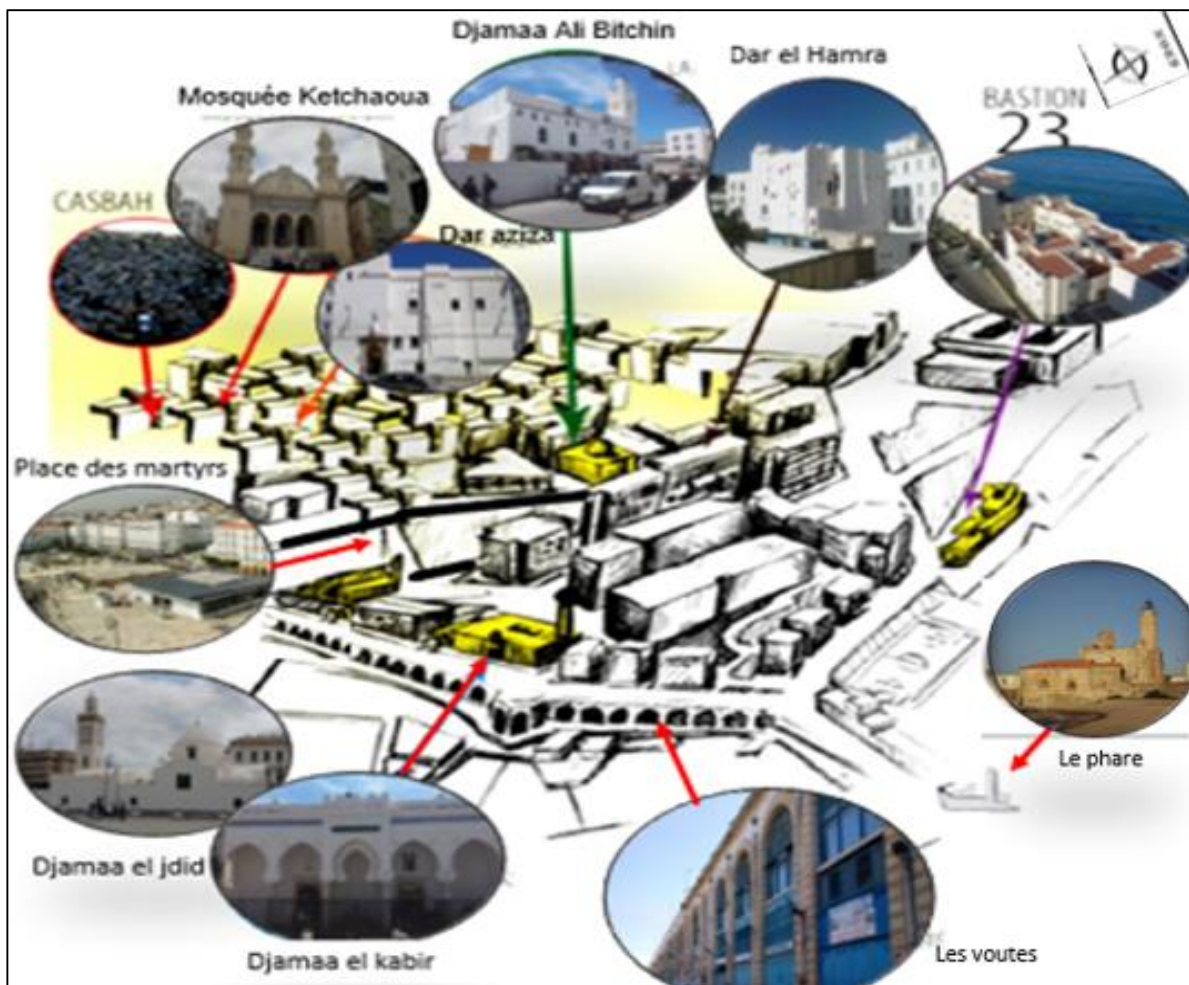 Djamaa Ali Bitchin
Dar el Hamra
Mosquée Ketchaoua
BASTION
23
CASBAH
Dar aziza
Place des martyrs
Le phare
Djamaa el jdid
Djamaa el kabir
Les voutes